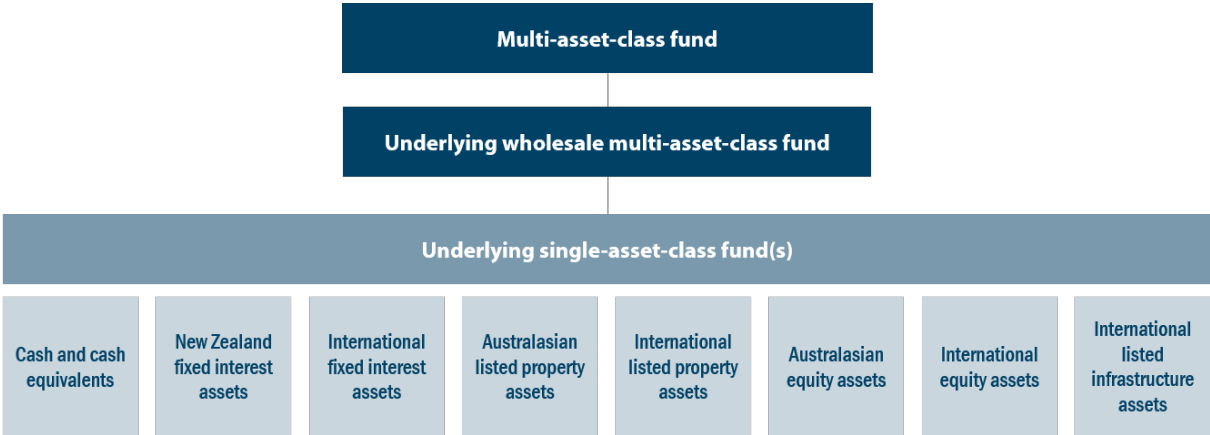 Multi-asset-class fund
Underlying wholesale multi-asset-class fund
Underlying single-asset-class fund(s)
Cash and cash
equivalents
New Zealand
fixed interest
assets
International
fixed interest
assets
Australasian
listed property
assets
International
listed property
assets
Australasian
equity assets
International
equity assets
International
listed
infrastructure
assets